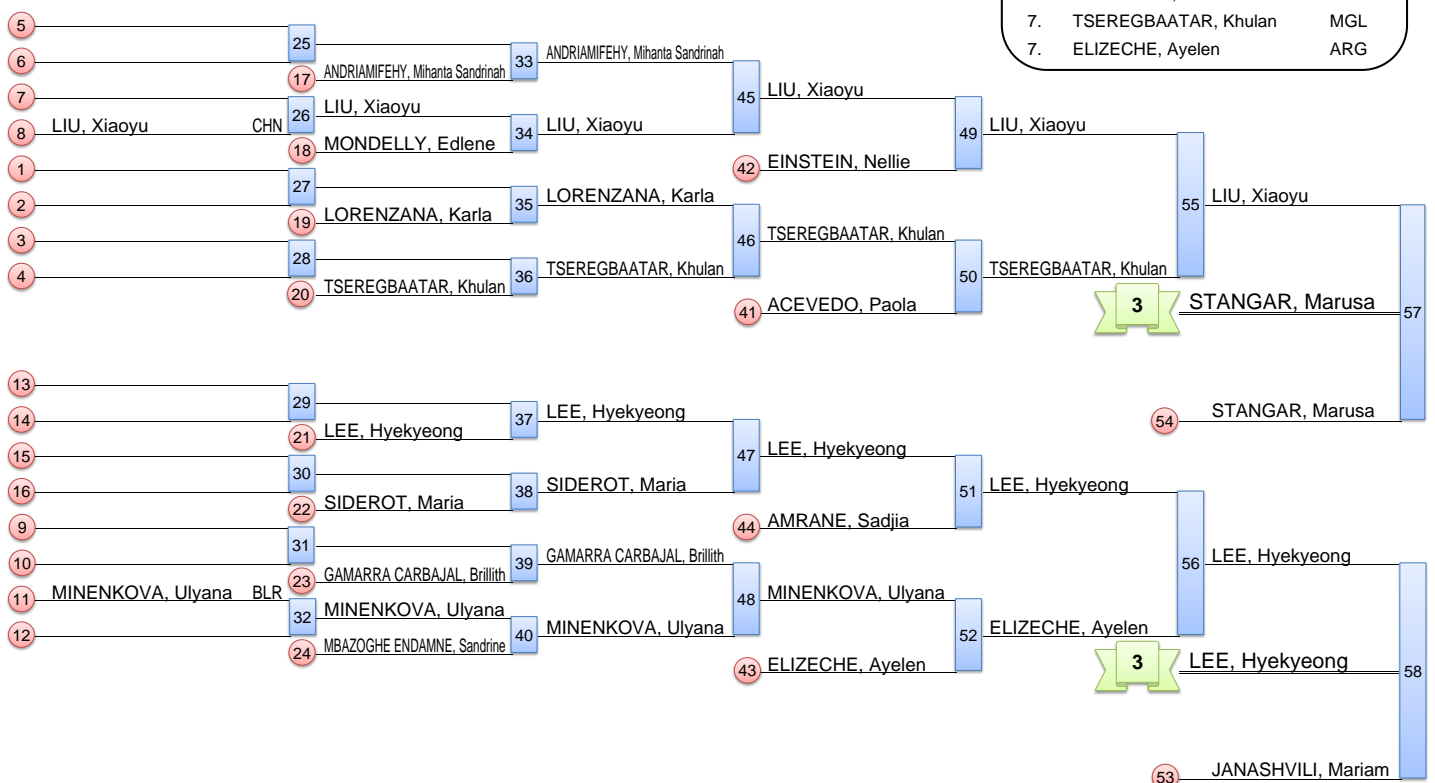 7. TSEREGBAATAR, Khulan MGL
7. ELIZECHE, Ayelen ARG
5
6
25
17 ANDRIAMIFEHY, Mihanta Sandrinah
33 ANDRIAMIFEHY, Mihanta Sandrinah
7
8 LIU, Xiaoyu CHN
26 LIU, Xiaoyu
18 MONDELLY, Edlene
34 LIU, Xiaoyu
45 LIU, Xiaoyu
42 EINSTEIN, Nellie
49 LIU, Xiaoyu
1
2
27
19 LORENZANA, Karla
35 LORENZANA, Karla
3
4
28
20 TSEREGBAATAR, Khulan
36 TSEREGBAATAR, Khulan
46 TSEREGBAATAR, Khulan
41 ACEVEDO, Paola
50 TSEREGBAATAR, Khulan
55 LIU, Xiaoyu
3 STANGAR, Marusa
57
54 STANGAR, Marusa
13
14
29
21 LEE, Hyekyeong
37 LEE, Hyekyeong
15
16
30
22 SIDEROT, Maria
38 SIDEROT, Maria
47 LEE, Hyekyeong
44 AMRANE, Sadjia
51 LEE, Hyekyeong
9
10
31
23 GAMARRA CARBAJAL, Brillith
39 GAMARRA CARBAJAL, Brillith
11 MINENKOVA, Ulyana BLR
12
32 MINENKOVA, Ulyana
24 MBAZOGHE ENDAMNE, Sandrine
40 MINENKOVA, Ulyana
48 MINENKOVA, Ulyana
43 ELIZECHE, Ayelen
52 ELIZECHE, Ayelen
56 LEE, Hyekyeong
3 LEE, Hyekyeong
58
53 JANASHVILI, Mariam